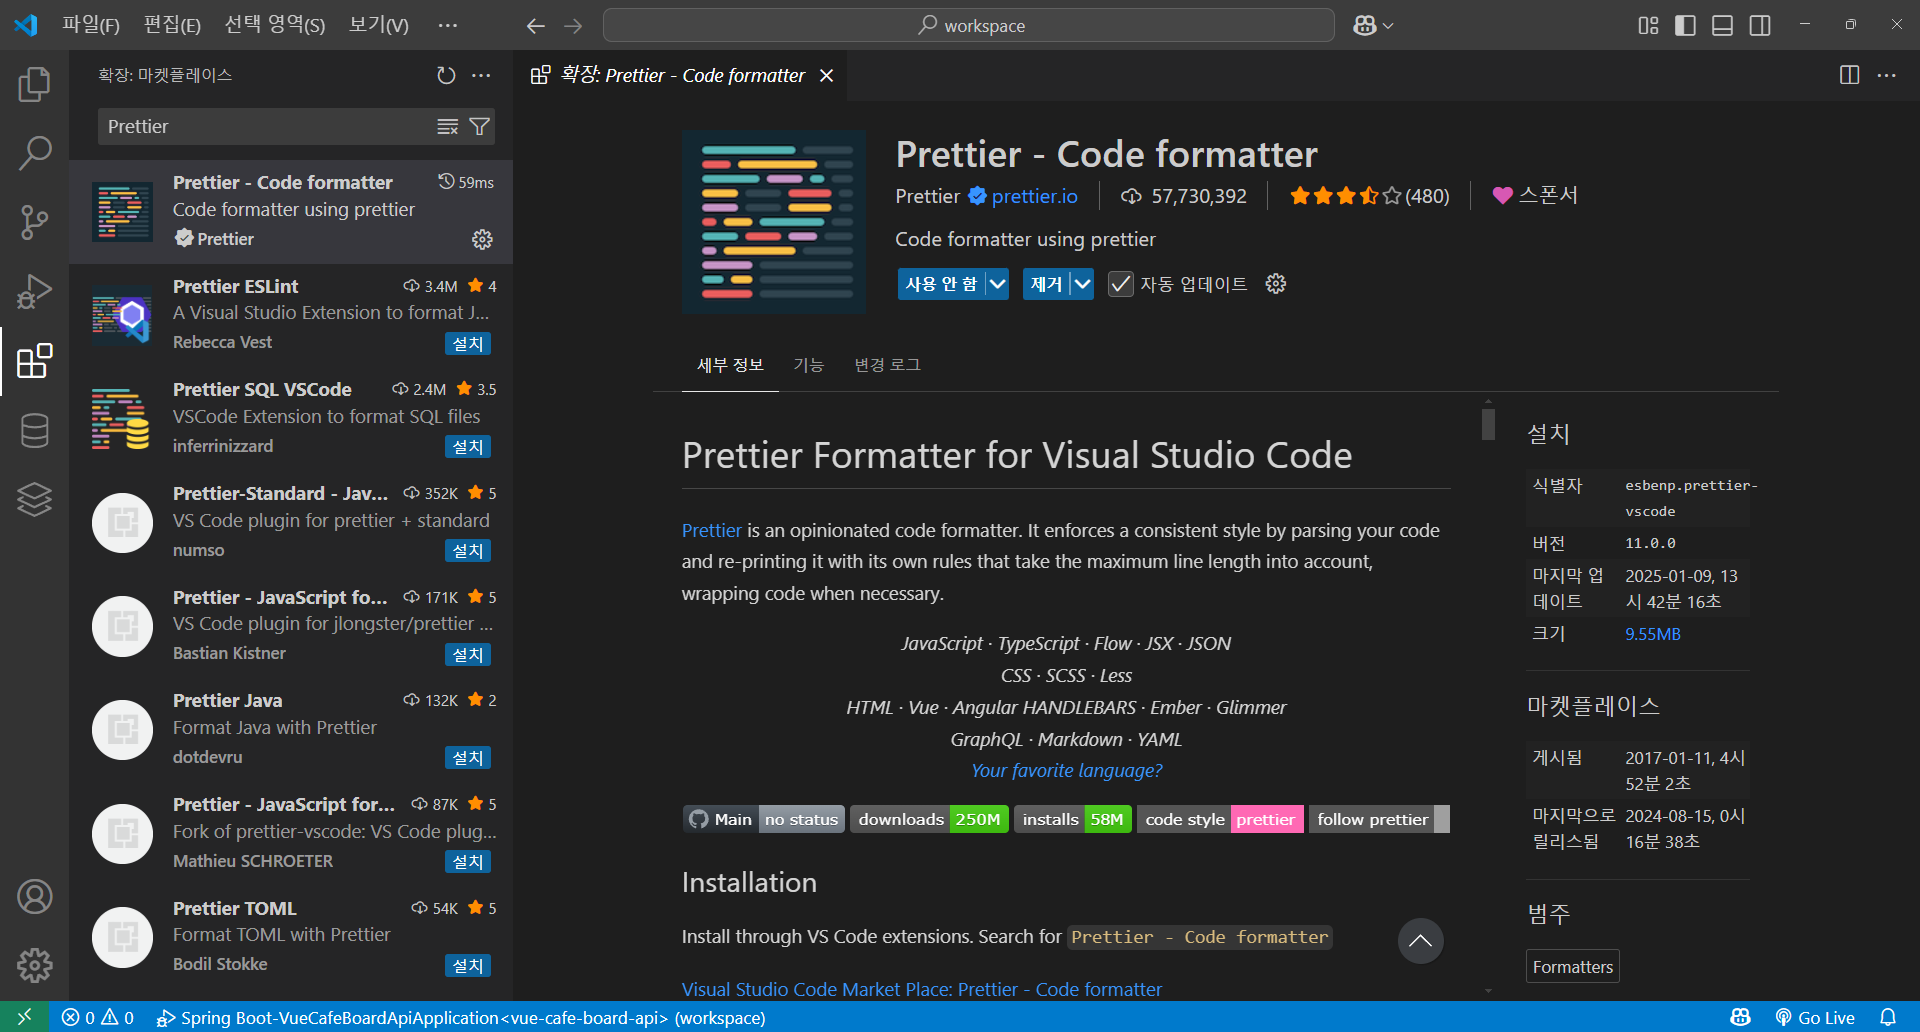 파일(F) 편집(E) 선택 영역(S) 보기(V) ···
workspace
확장: 마켓플레이스
Prettier
Prettier - Code formatter 59ms
Code formatter using prettier
Prettier
Prettier ESLint 3.4M 4
A Visual Studio Extension to format J...
Rebecca Vest 설치
Prettier SQL VSCode 2.4M 3.5
VSCode Extension to format SQL files
inferrinizzard 설치
Prettier-Standard - Jav... 352K 5
VS Code plugin for prettier + standard
numso 설치
Prettier - JavaScript fo... 171K 5
VS Code plugin for jlongster/prettier ...
Bastian Kistner 설치
Prettier Java 132K 2
Format Java with Prettier
dotdevru 설치
Prettier - JavaScript for... 87K 5
Fork of prettier-vscode: VS Code plug...
Mathieu SCHROETER 설치
Prettier TOML 54K 5
Format TOML with Prettier
Bodil Stokke 설치
확장: Prettier - Code formatter
Prettier - Code formatter
Prettier prettier.io 57,730,392 (480) 스폰서
Code formatter using prettier
사용 안 함 제거 자동 업데이트
세부 정보 기능 변경 로그
Prettier Formatter for Visual Studio Code
Prettier is an opinionated code formatter. It enforces a consistent style by parsing your code
and re-printing it with its own rules that take the maximum line length into account,
wrapping code when necessary.
JavaScript · TypeScript · Flow · JSX · JSON
CSS · SCSS · Less
HTML · Vue · Angular HANDLEBARS · Ember · Glimmer
GraphQL · Markdown · YAML
Your favorite language?
Main no status downloads 250M installs 58M code style prettier follow prettier
Installation
Install through VS Code extensions. Search for Prettier - Code formatter
Visual Studio Code Market Place: Prettier - Code formatter
설치
식별자 esbenp.prettier-
vscode
버전 11.0.0
마지막 업 2025-01-09, 13
데이트 시 42분 16초
크기 9.55MB
마켓플레이스
게시됨 2017-01-11, 4시
52분 2초
마지막으로 2024-08-15, 0시
릴리스됨 16분 38초
범주
Formatters
0 0 Spring Boot-VueCafeBoardApiApplication<vue-cafe-board-api> (workspace) Go Live